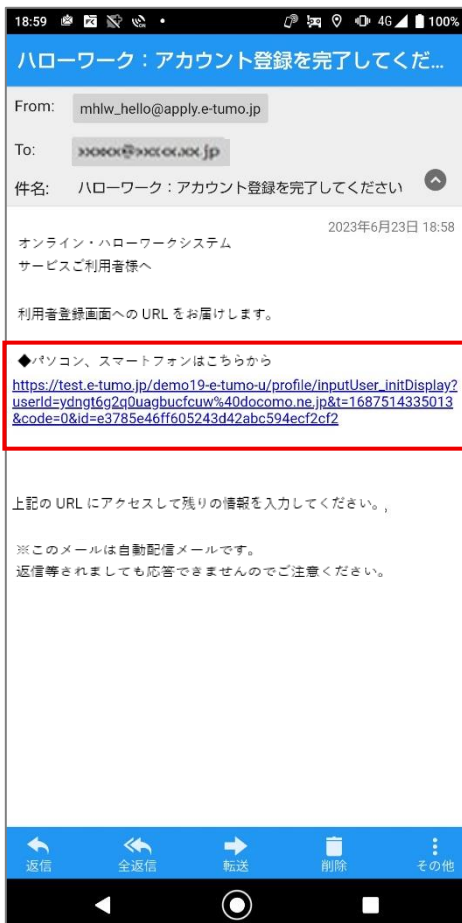 18:59 4G 100%
ハローワーク：アカウント登録を完了してくだ...
From: mhlw_hello@apply.e-tumo.jp
To: .jp
件名: ハローワーク：アカウント登録を完了してください
2023年6月23日 18:58
オンライン・ハローワークシステム
サービスご利用者様へ
利用者登録画面への URL をお届けします。
◆パソコン、スマートフォンはこちらから
https://test.e-tumo.jp/demo19-e-tumo-u/profile/inputUser_initDisplay?
userId=ydngt6g2q0uagbucfcuw%40docomo.ne.jp&t=1687514335013
&code=0&id=e3785e46ff605243d42abc594ecf2cf2
上記の URL にアクセスして残りの情報を入力してください。,
※このメールは自動配信メールです。
返信等されましても応答できませんのでご注意ください。
返信 全返信 転送 削除 その他